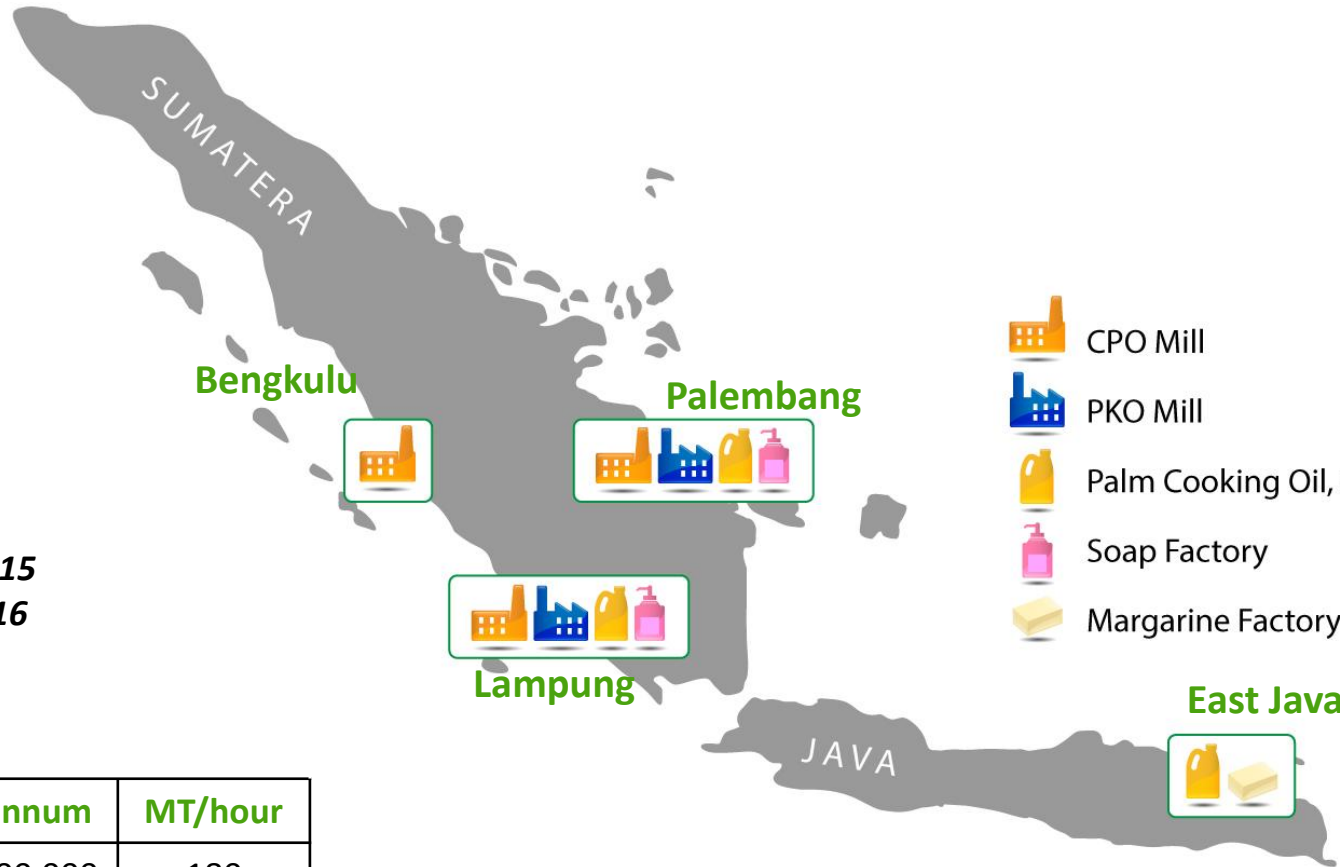 SUMATERA
Bengkulu
Palembang
CPO Mill
PKO Mill
Palm Cooking Oil,
Soap Factory
Margarine Factory
15
16
Lampung
East Java
JAVA
nnum MT/hour